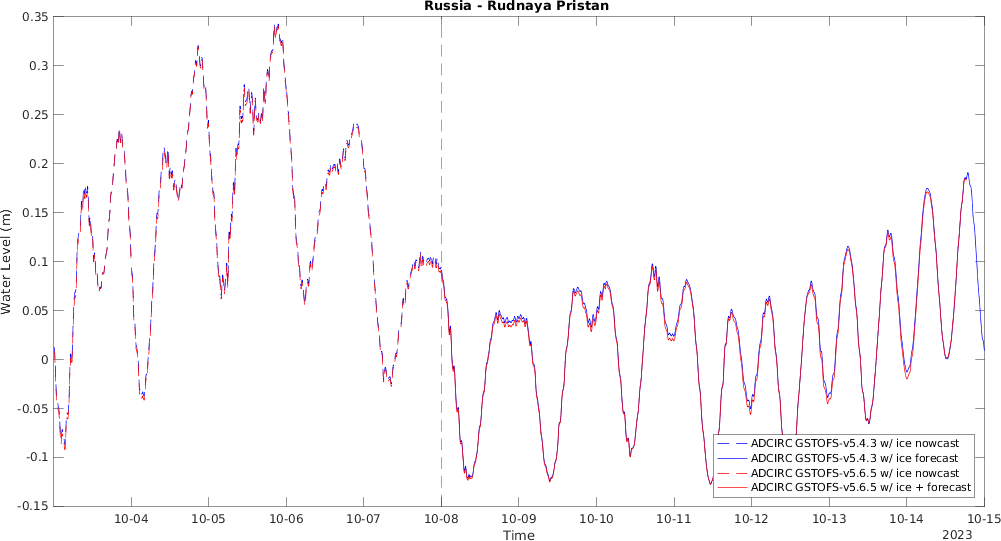 Russia - Rudnaya Pristan
Water Level (m)
0.35
0.3
0.25
0.2
0.15
0.1
0.05
0
-0.05
-0.1
-0.15
ADCIRC GSTOFS-v5.4.3 w/ ice nowcast
ADCIRC GSTOFS-v5.4.3 w/ ice forecast
ADCIRC GSTOFS-v5.6.5 w/ ice nowcast
ADCIRC GSTOFS-v5.6.5 w/ ice + forecast
10-04 10-05 10-06 10-07 10-08 10-09 10-10 10-11 10-12 10-13 10-14 10-15
Time
2023